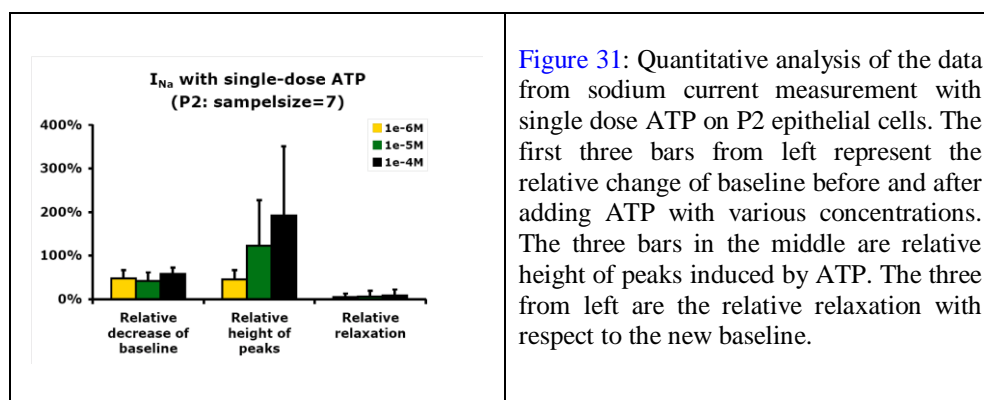 I_Na with single-dose ATP
(P2: sampelsize=7)
400%
300%
200%
100%
0%
1e-6M
1e-5M
1e-4M
Relative
decrease of
baseline
Relative
height of
peaks
Relative
relaxation
Figure 31: Quantitative analysis of the data
from sodium current measurement with
single dose ATP on P2 epithelial cells. The
first three bars from left represent the
relative change of baseline before and after
adding ATP with various concentrations.
The three bars in the middle are relative
height of peaks induced by ATP. The three
from left are the relative relaxation with
respect to the new baseline.